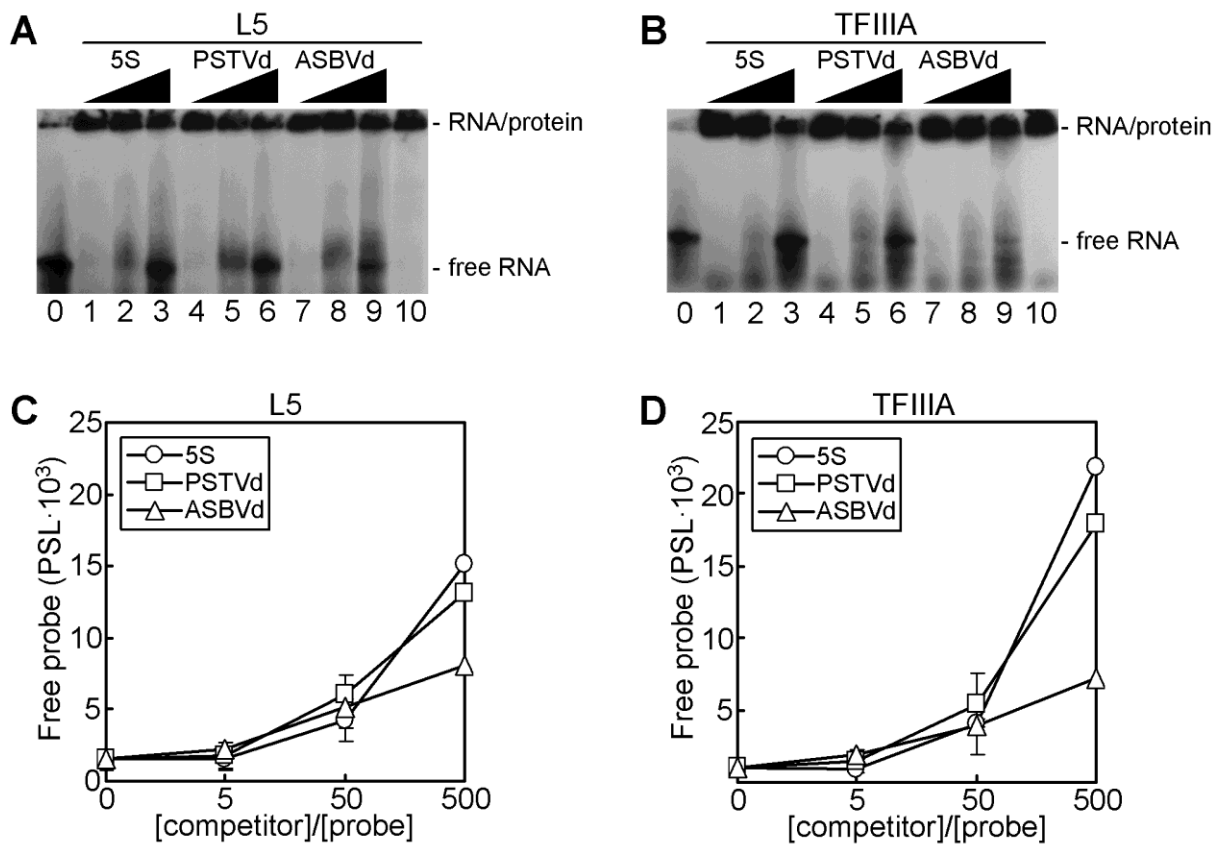 A
L5
5S PSTVd ASBVd
- RNA/protein
- free RNA
0 1 2 3 4 5 6 7 8 9 10
B
TFIIIA
5S PSTVd ASBVd
- RNA/protein
- free RNA
0 1 2 3 4 5 6 7 8 9 10
C
L5
Free probe (PSL·10³)
25
20
15
10
5
0
5S
PSTVd
ASBVd
0 5 50 500
[competitor]/[probe]
D
TFIIIA
Free probe (PSL·10³)
25
20
15
10
5
5S
PSTVd
ASBVd
0 5 50 500
[competitor]/[probe]